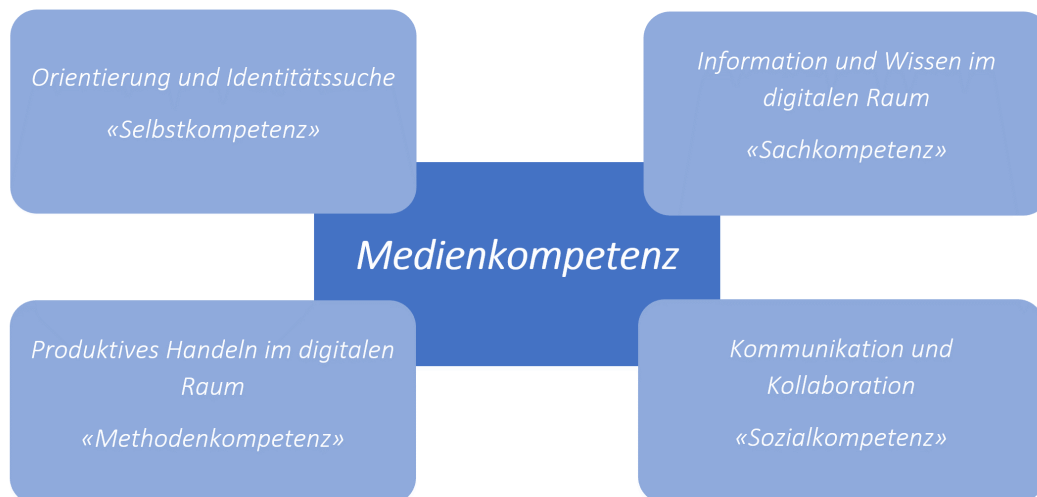 Orientierung und Identitätssuche
«Selbstkompetenz»
Information und Wissen im
digitalen Raum
«Sachkompetenz»
Medienkompetenz
Produktives Handeln im digitalen
Raum
«Methodenkompetenz»
Kommunikation und
Kollaboration
«Sozialkompetenz»